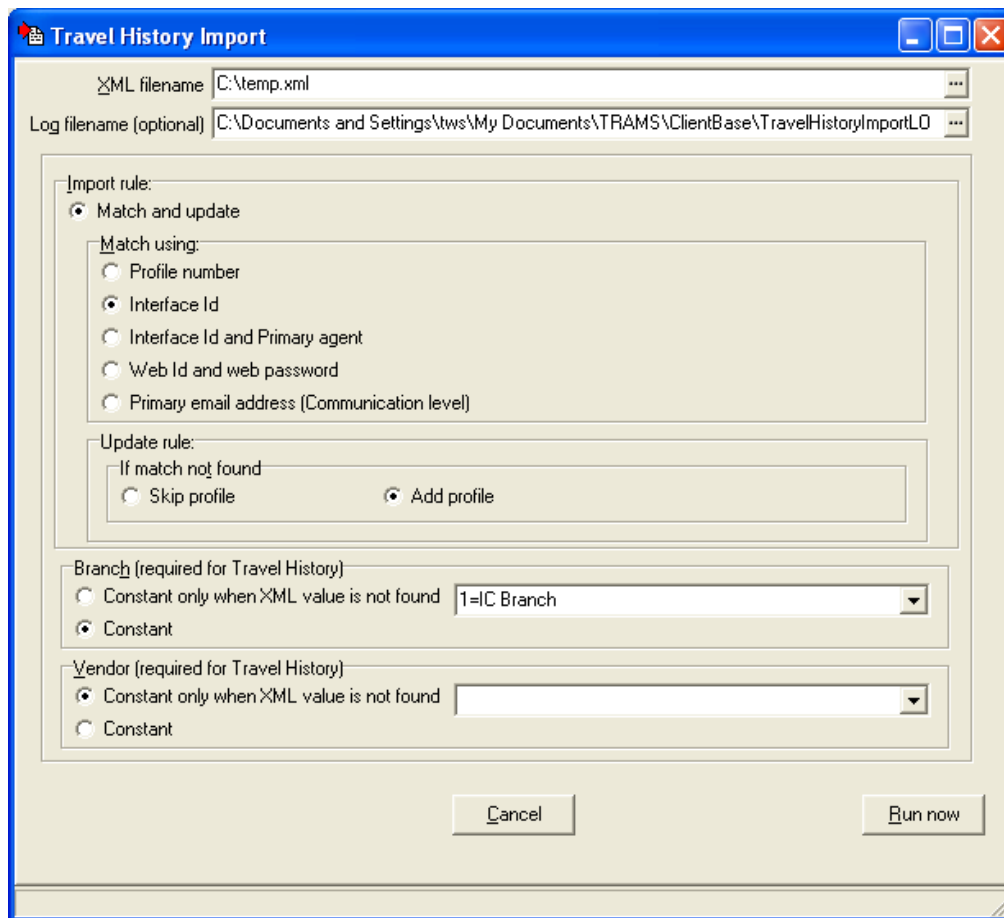 Travel History Import
XML filename C:\temp.xml ...
Log filename (optional) C:\Documents and Settings\tws\My Documents\TRAMS\ClientBase\TravelHistoryImportLO ...
Import rule:
Match and update
Match using:
Profile number
Interface Id
Interface Id and Primary agent
Web Id and web password
Primary email address (Communication level)
Update rule:
If match not found
Skip profile Add profile
Branch (required for Travel History)
Constant only when XML value is not found 1=IC Branch
Constant
Vendor (required for Travel History)
Constant only when XML value is not found
Constant
Cancel Run now